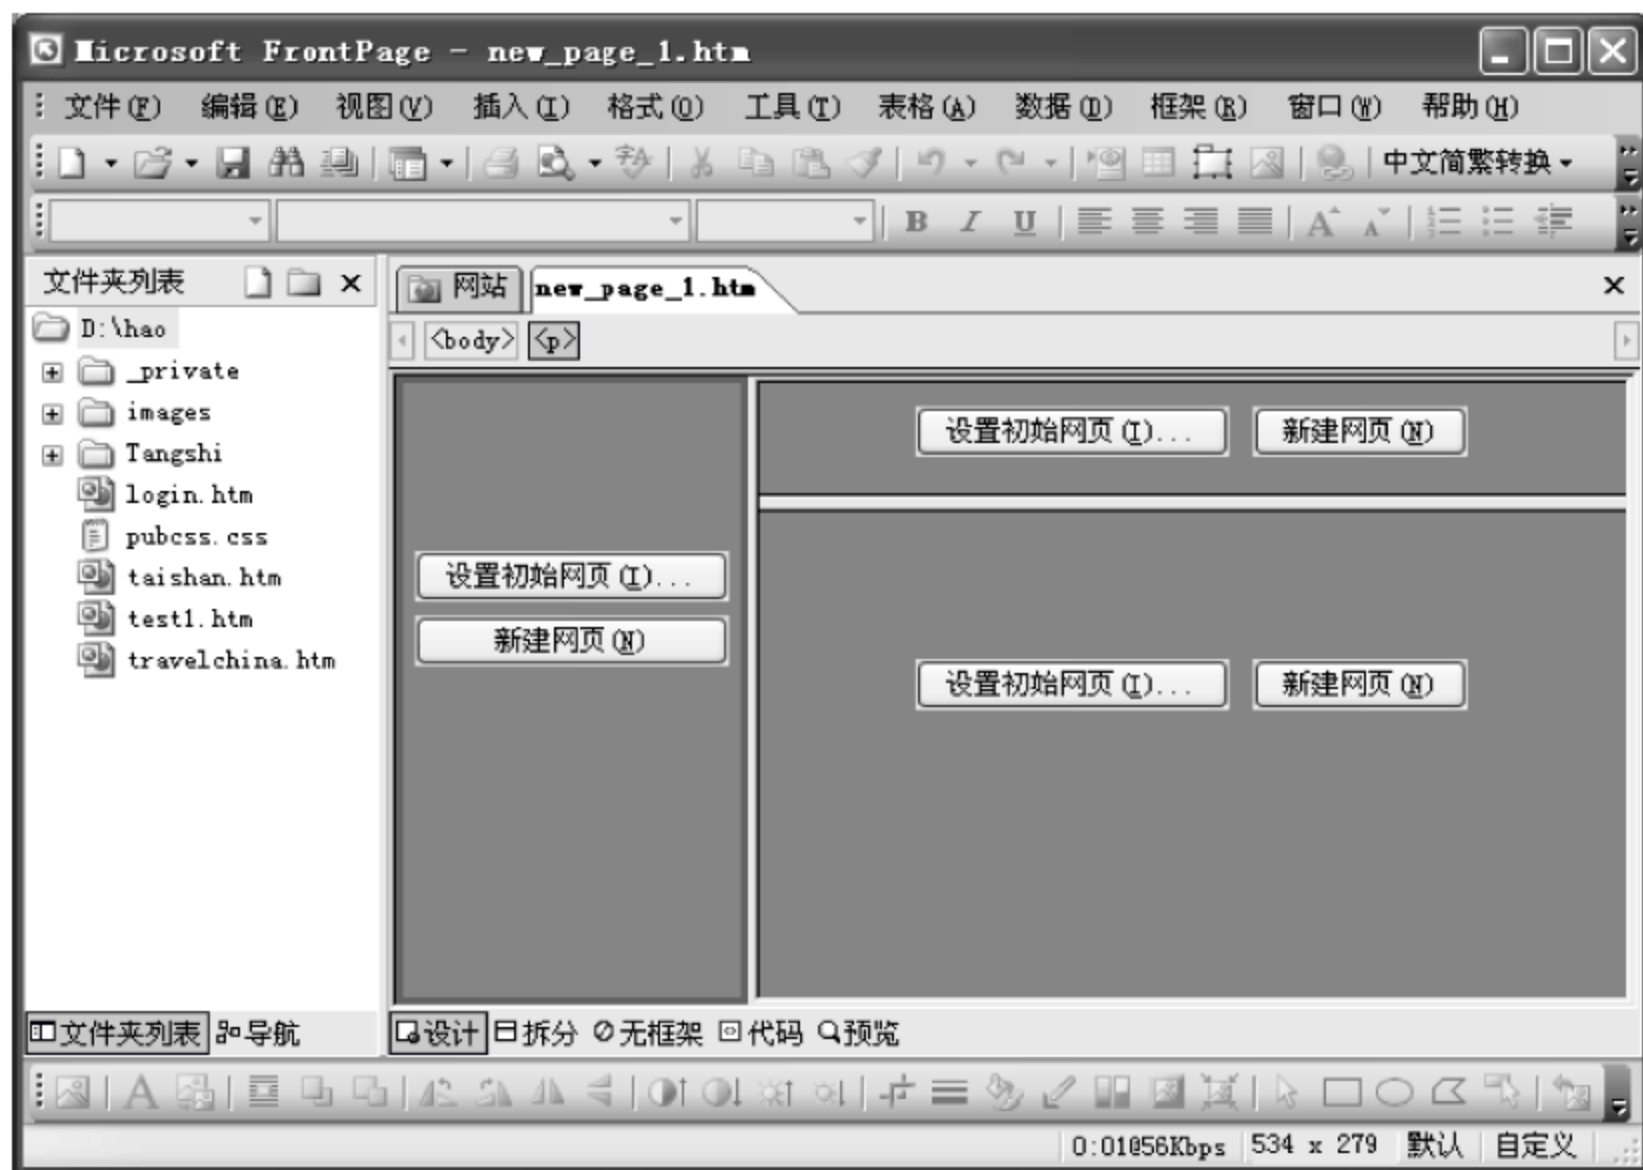 Microsoft FrontPage - new_page_1.htm
文件(F) 编辑(E) 视图(V) 插入(I) 格式(O) 工具(T) 表格(A) 数据(D) 框架(R) 窗口(W) 帮助(H)
中文简繁转换
B I U A A
文件夹列表
网站 new_page_1.htm
D:\hao
<body> <p>
_private
images
Tangshi
login.htm
pubcss.css
taishan.htm
test1.htm
travelchina.htm
设置初始网页(I)...
新建网页(N)
设置初始网页(I)... 新建网页(N)
设置初始网页(I)... 新建网页(N)
文件夹列表 导航
设计 拆分 无框架 代码 预览
A
0:01@56Kbps 534 x 279 默认 自定义